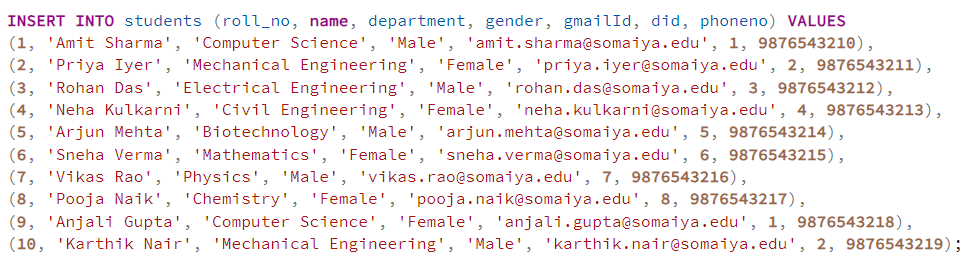 INSERT INTO students (roll_no, name, department, gender, gmailId, did, phoneno) VALUES
(1, 'Amit Sharma', 'Computer Science', 'Male', 'amit.sharma@somaiya.edu', 1, 9876543210),
(2, 'Priya Iyer', 'Mechanical Engineering', 'Female', 'priya.iyer@somaiya.edu', 2, 9876543211),
(3, 'Rohan Das', 'Electrical Engineering', 'Male', 'rohan.das@somaiya.edu', 3, 9876543212),
(4, 'Neha Kulkarni', 'Civil Engineering', 'Female', 'neha.kulkarni@somaiya.edu', 4, 9876543213),
(5, 'Arjun Mehta', 'Biotechnology', 'Male', 'arjun.mehta@somaiya.edu', 5, 9876543214),
(6, 'Sneha Verma', 'Mathematics', 'Female', 'sneha.verma@somaiya.edu', 6, 9876543215),
(7, 'Vikas Rao', 'Physics', 'Male', 'vikas.rao@somaiya.edu', 7, 9876543216),
(8, 'Pooja Naik', 'Chemistry', 'Female', 'pooja.naik@somaiya.edu', 8, 9876543217),
(9, 'Anjali Gupta', 'Computer Science', 'Female', 'anjali.gupta@somaiya.edu', 1, 9876543218),
(10, 'Karthik Nair', 'Mechanical Engineering', 'Male', 'karthik.nair@somaiya.edu', 2, 9876543219);